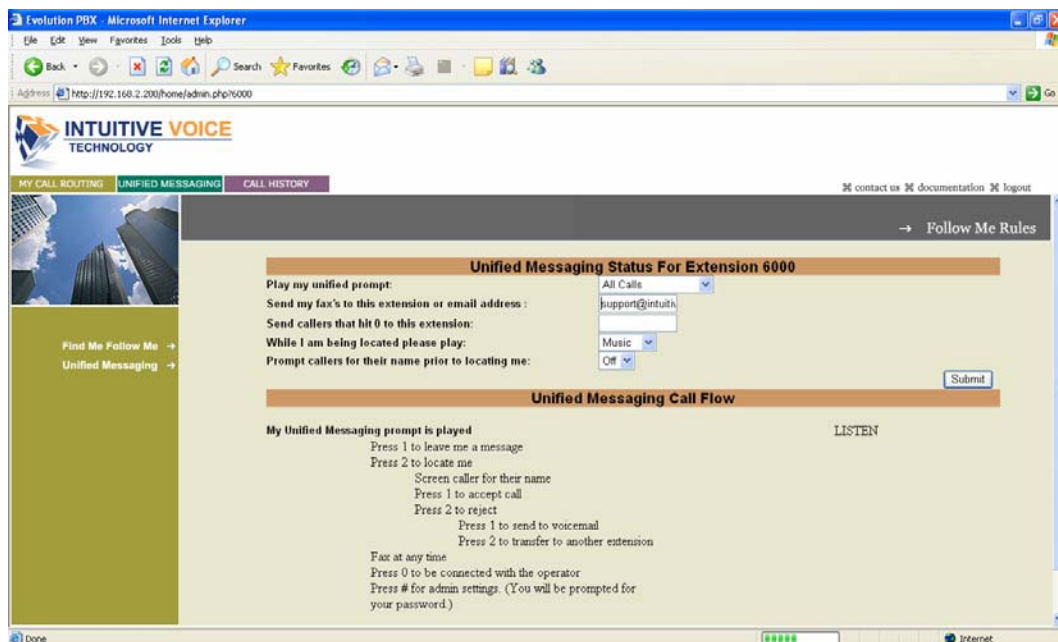 Evolution PBX - Microsoft Internet Explorer
File Edit View Favorites Tools Help
Back Search Favorites
Address http://192.168.2.200/home/admin.php?6000 Go
INTUITIVE VOICE
TECHNOLOGY
MY CALL ROUTING UNIFIED MESSAGING CALL HISTORY
contact us documentation logout
→ Follow Me Rules
Unified Messaging Status For Extension 6000
Play my unified prompt: All Calls
Send my fax's to this extension or email address : support@intuitiv
Send callers that hit 0 to this extension:
Find Me Follow Me →
While I am being located please play: Music
Unified Messaging →
Prompt callers for their name prior to locating me: Off
Submit
Unified Messaging Call Flow
My Unified Messaging prompt is played LISTEN
Press 1 to leave me a message
Press 2 to locate me
Screen caller for their name
Press 1 to accept call
Press 2 to reject
Press 1 to send to voicemail
Press 2 to transfer to another extension
Fax at any time
Press 0 to be connected with the operator
Press # for admin settings. (You will be prompted for
your password.)
Done Internet